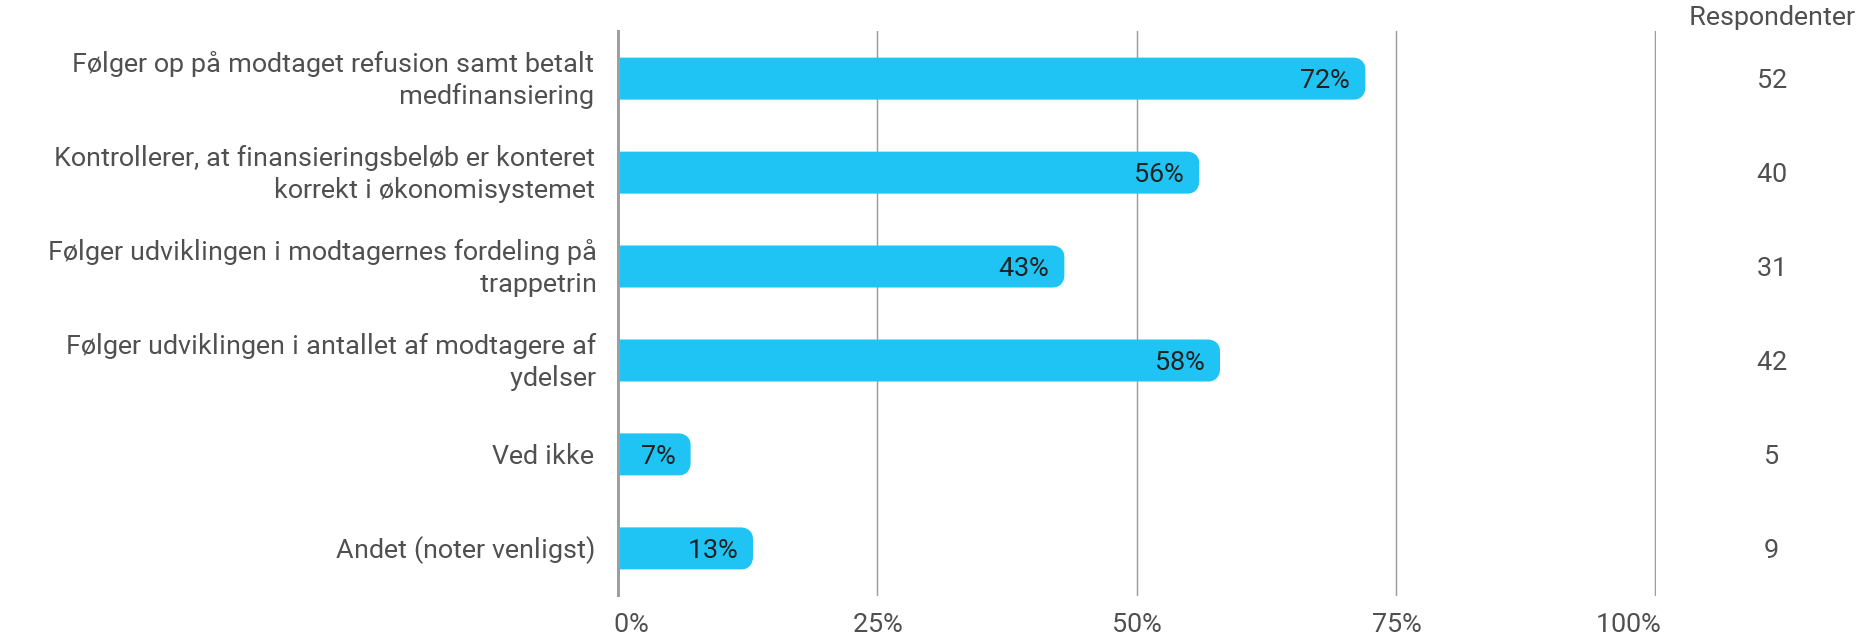 Respondenter
Følger op på modtaget refusion samt betalt
medfinansiering
72%
52
Kontrollerer, at finansieringsbeløb er konteret
korrekt i økonomisystemet
56%
40
Følger udviklingen i modtagernes fordeling på
trappetrin
43%
31
Følger udviklingen i antallet af modtagere af
ydelser
58%
42
Ved ikke
7%
5
Andet (noter venligst)
13%
9
0%
25%
50%
75%
100%